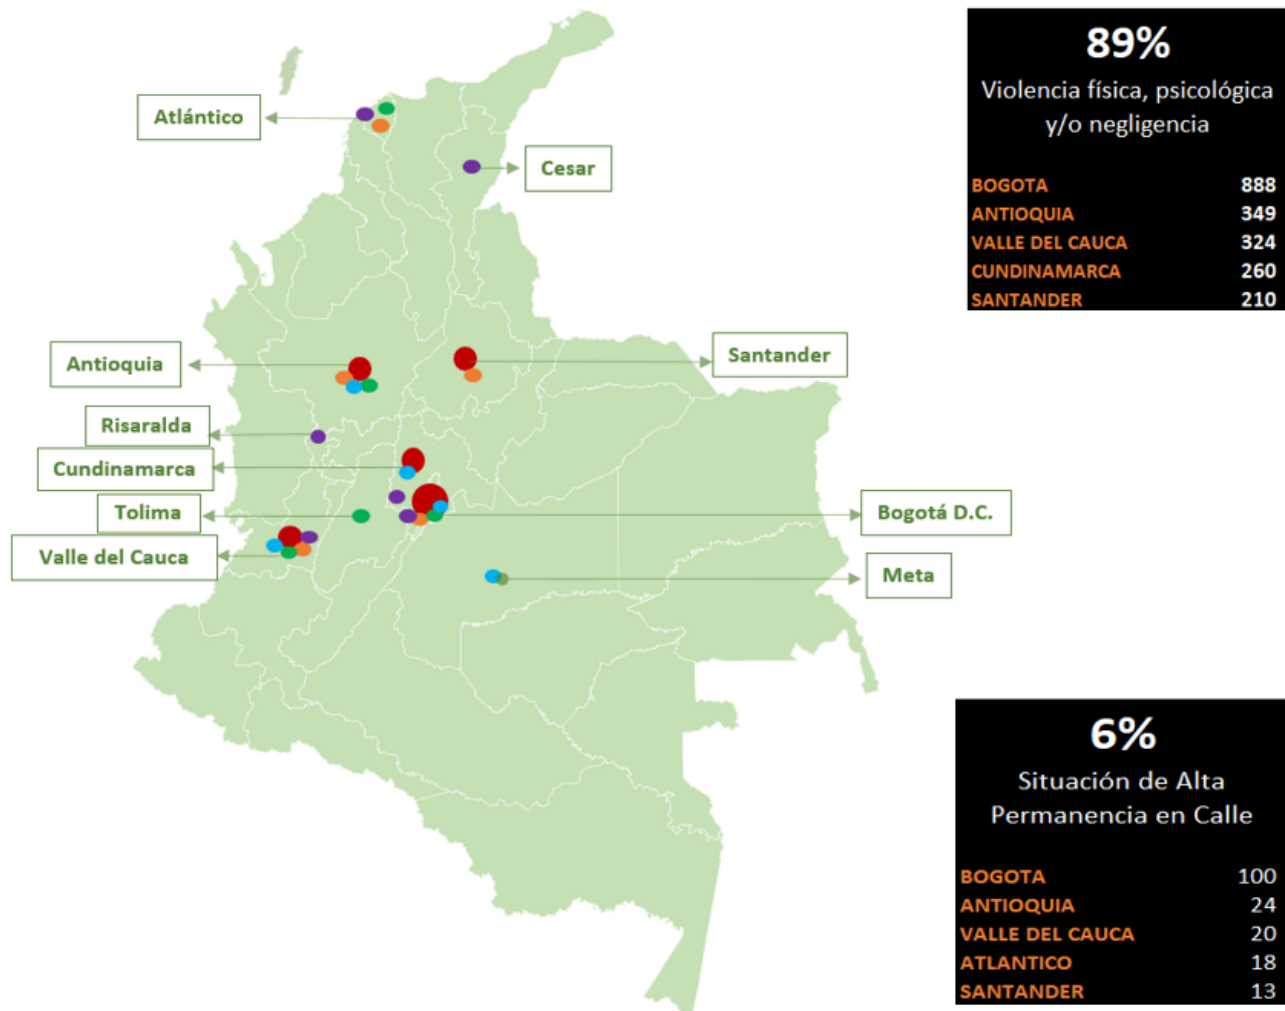 89%
Violencia física, psicológica
y/o negligencia
BOGOTA 888
ANTIOQUIA 349
VALLE DEL CAUCA 324
CUNDINAMARCA 260
SANTANDER 210
Atlántico
Cesar
Antioquia
Santander
Risaralda
Cundinamarca
Tolima
Bogotá D.C.
Valle del Cauca
Meta
6%
Situación de Alta
Permanencia en Calle
BOGOTA 100
ANTIOQUIA 24
VALLE DEL CAUCA 20
ATLANTICO 18
SANTANDER 13